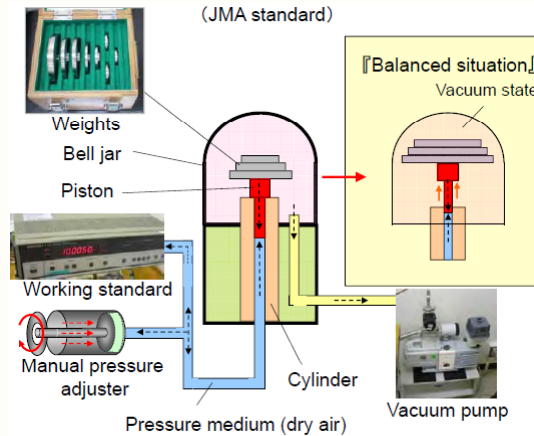 (JMA standard)
『Balanced situation』
Vacuum state
Weights
Bell jar
Piston
Working standard
Manual pressure
adjuster
Cylinder
Pressure medium (dry air)
Vacuum pump